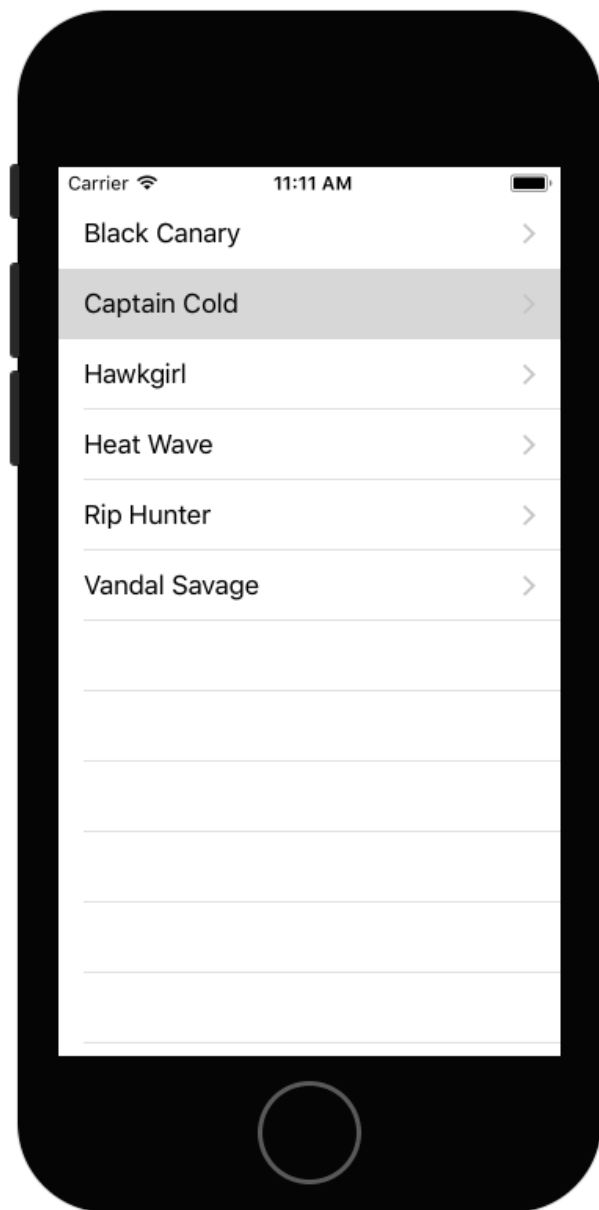 Carrier 11:11 AM
Black Canary
Captain Cold
Hawkgirl
Heat Wave
Rip Hunter
Vandal Savage